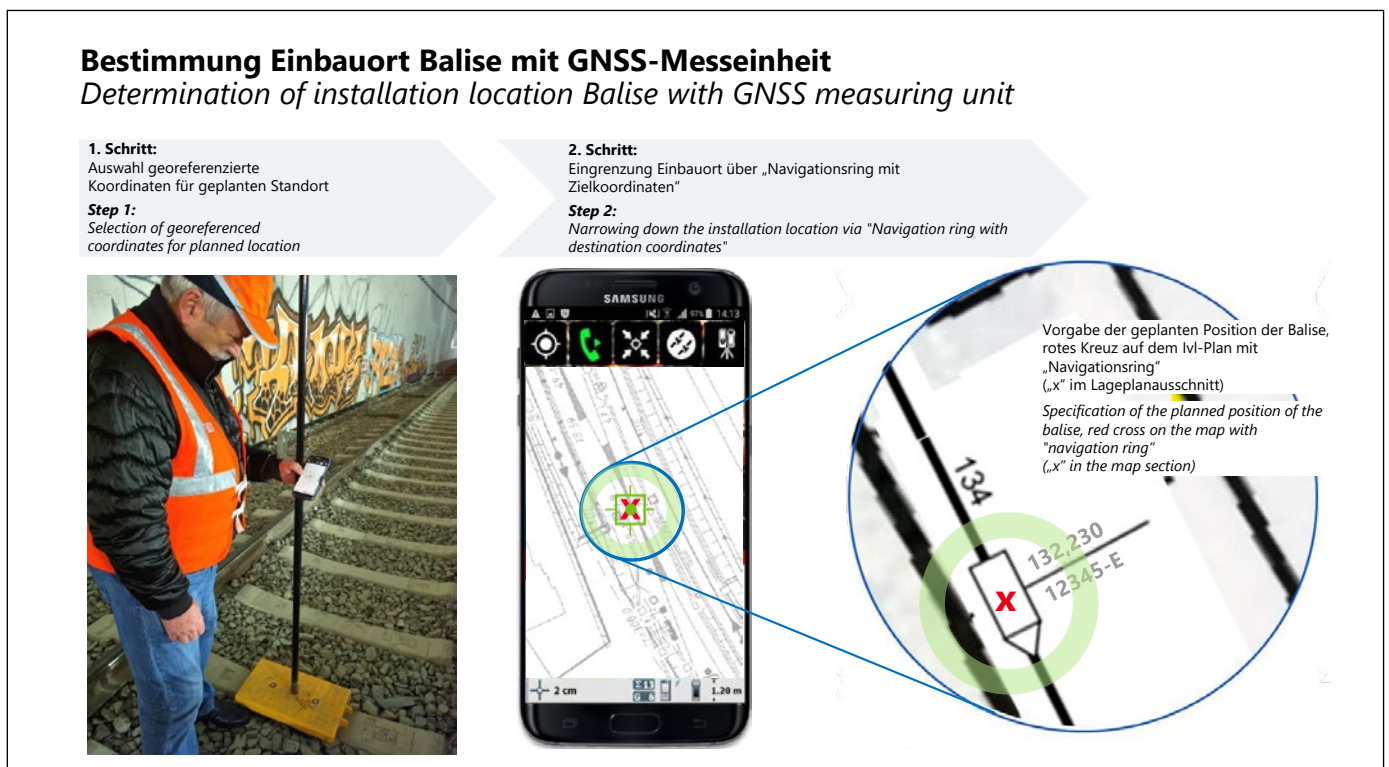 Bestimmung Einbauort Balise mit GNSS-Messeinheit
Determination of installation location Balise with GNSS measuring unit
1. Schritt:
Auswahl georeferenzierte
Koordinaten für geplanten Standort
Step 1:
Selection of georeferenced
coordinates for planned location
2. Schritt:
Eingrenzung Einbauort über „Navigationsring mit
Zielkoordinaten“
Step 2:
Narrowing down the installation location via "Navigation ring with
destination coordinates"
SAMSUNG
97% 14:13
2 cm
Σ 13
G 6
1.20 m
Vorgabe der geplanten Position der Balise,
rotes Kreuz auf dem lvl-Plan mit
„Navigationsring“
(„x“ im Lageplanausschnitt)
Specification of the planned position of the
balise, red cross on the map with
"navigation ring“
(„x“ in the map section)
134
132,230
12345-E
x